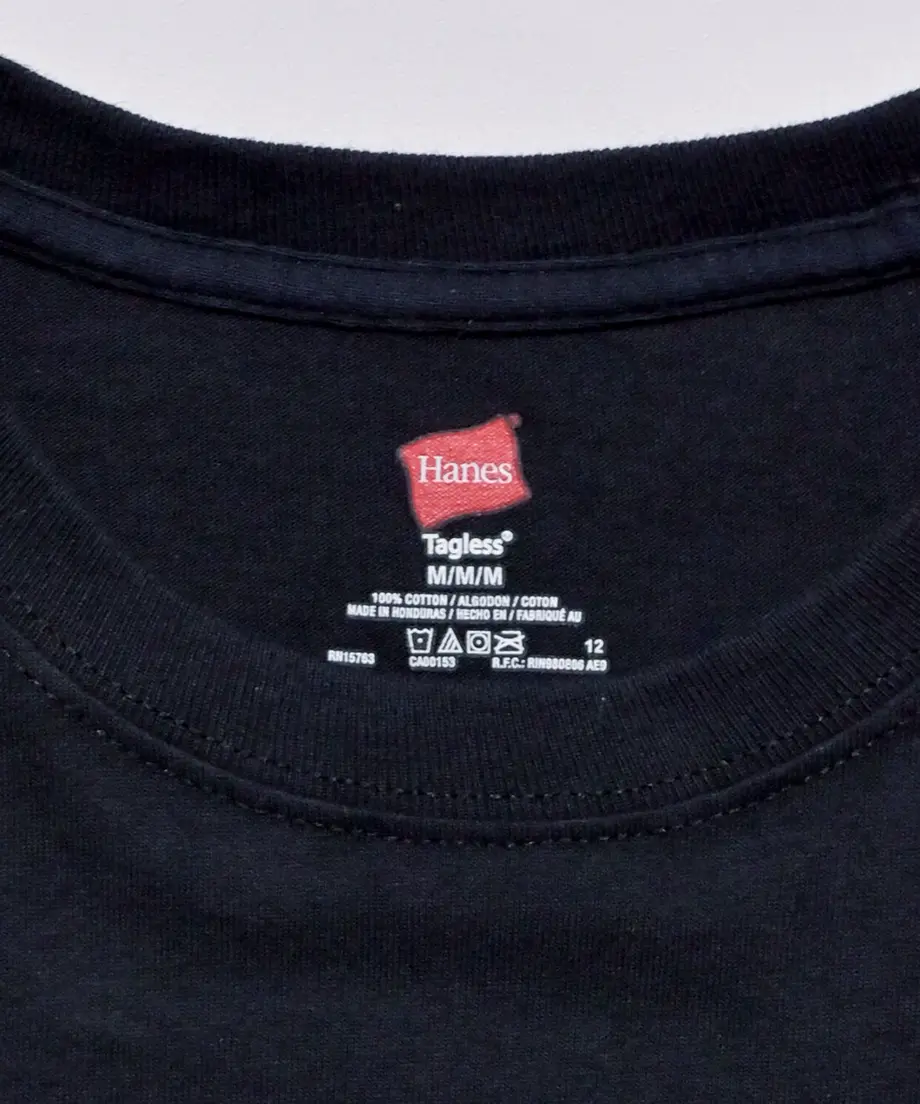 Hanes
Tagless®
M/M/M
100% COTTON / ALGODON / COTON
MADE IN HONDURAS / HECHO EN / FABRIQUÉ AU
12
RN15763 CA00153 R.F.C.: RIN980806 AE0